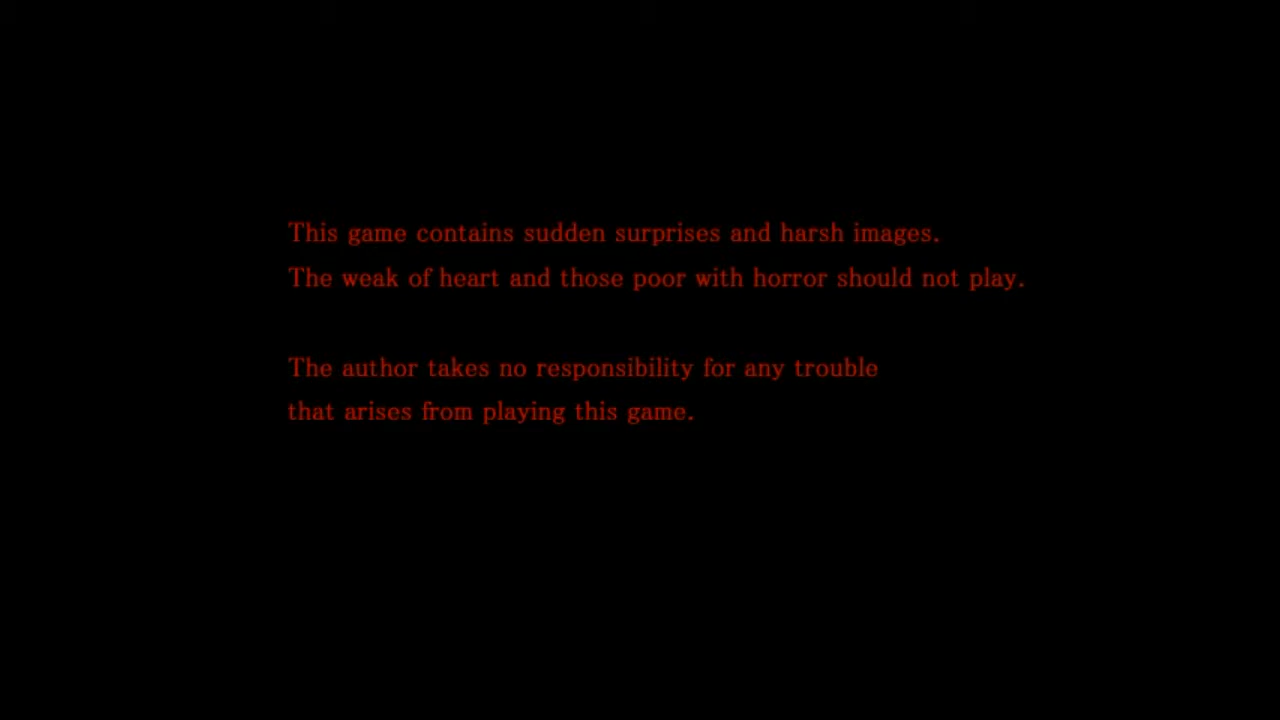 This game contains sudden surprises and harsh images.
The weak of heart and those poor with horror should not play.
The author takes no responsibility for any trouble
that arises from playing this game.